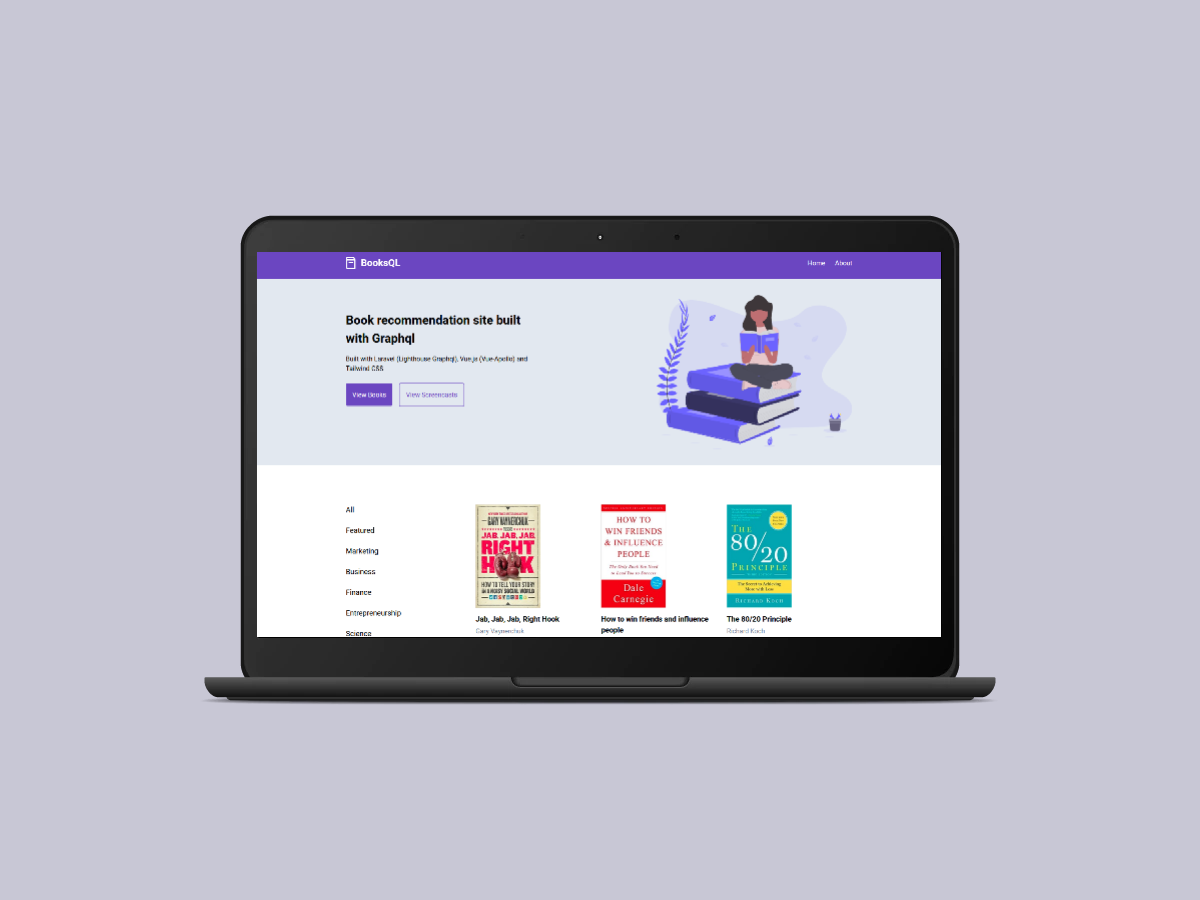 BooksQL
Home About
Book recommendation site built
with Graphql
Built with Laravel (Lighthouse Graphql), Vue.js (Vue-Apollo) and
Tailwind CSS
View Books View Screencasts
All
Featured
Marketing
Business
Finance
Entrepreneurship
Science
GARY VAYNERCHUK
JAB, JAB, JAB,
RIGHT
HOOK
HOW TO TELL YOUR STORY
IN A NOISY SOCIAL WORLD
Jab, Jab, Jab, Right Hook
Gary Vaynerchuk
HOW TO
WIN FRIENDS
& INFLUENCE
PEOPLE
The Only Book You Need
to Lead You to Success
Dale
Carnegie
How to win friends and influence
people
THE
80/20
PRINCIPLE
The Secret to Achieving
More with Less
RICHARD KOCH
The 80/20 Principle
Richard Koch